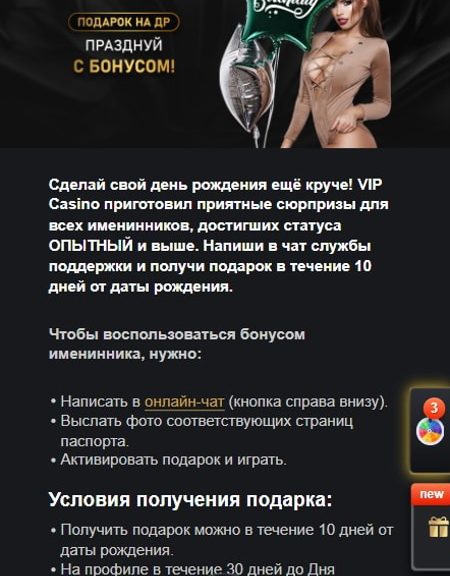 Birthday
ПОДАРОК НА ДР
ПРАЗДНУЙ
С БОНУСОМ!
Сделай свой день рождения ещё круче! VIP
Casino приготовил приятные сюрпризы для
всех именинников, достигших статуса
ОПЫТНЫЙ и выше. Напиши в чат службы
поддержки и получи подарок в течение 10
дней от даты рождения.
Чтобы воспользоваться бонусом
именинника, нужно:
• Написать в онлайн-чат (кнопка справа внизу).
• Выслать фото соответствующих страниц
паспорта.
• Активировать подарок и играть.
3
Условия получения подарка:
new
• Получить подарок можно в течение 10 дней от
даты рождения.
• На профиле в течение 30 дней до Дня